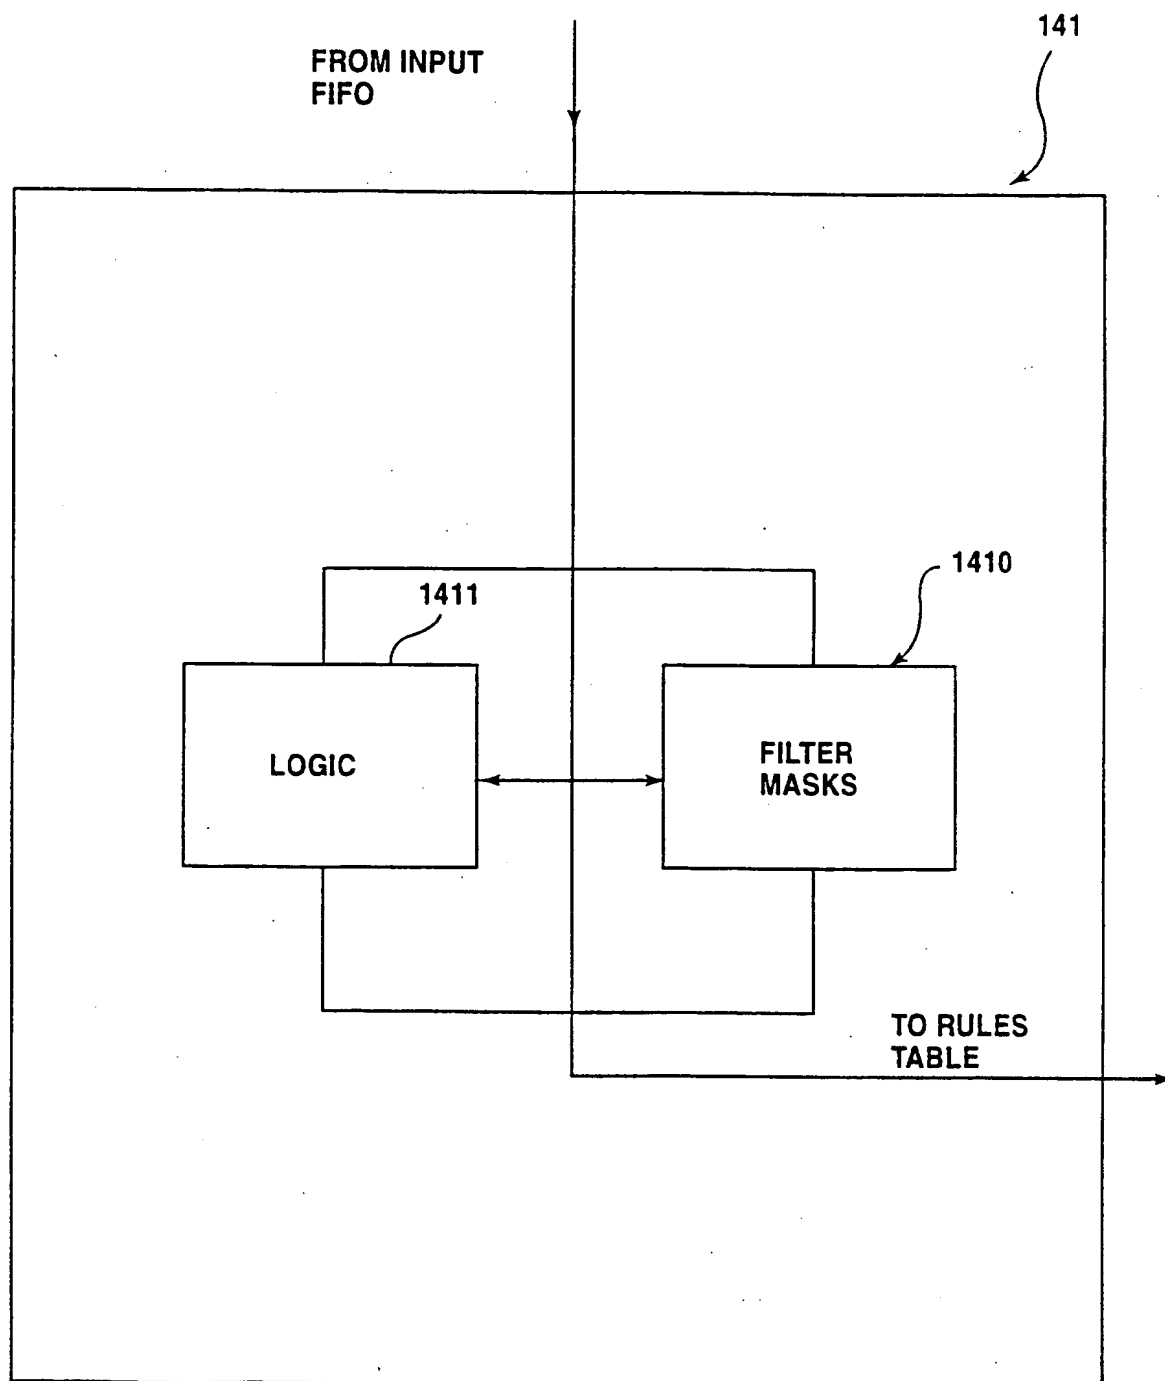 141
FROM INPUT
FIFO
1410
1411
LOGIC
FILTER
MASKS
TO RULES
TABLE